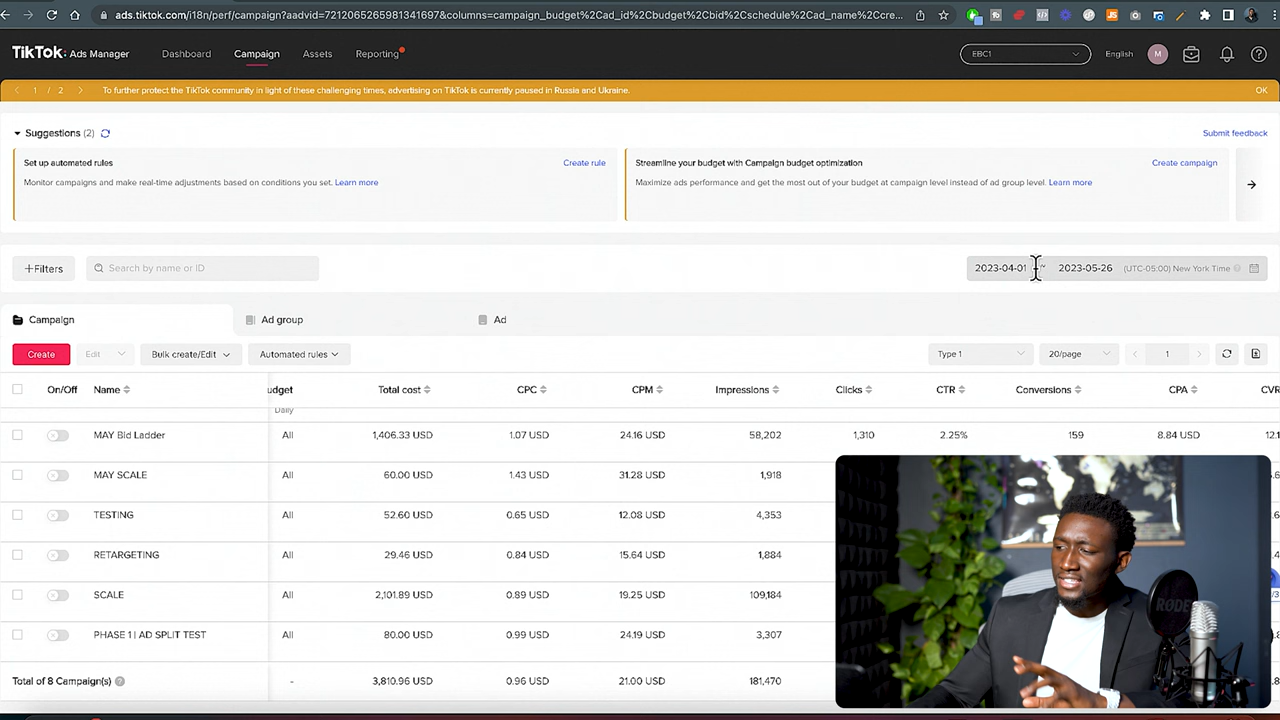 ads.tiktok.com/i18n/perf/campaign?aadvid=7212065265981341697&columns=campaign_budget%2Cad_id%2Cbudget%2Cbid%2Cschedule%2Cad_name%2Ccre...
TikTok: Ads Manager Dashboard Campaign Assets Reporting EBC1 English M
1 / 2 To further protect the TikTok community in light of these challenging times, advertising on TikTok is currently paused in Russia and Ukraine. OK
Suggestions (2) Submit feedback
Set up automated rules Create rule Streamline your budget with Campaign budget optimization Create campaign
Monitor campaigns and make real-time adjustments based on conditions you set. Learn more Maximize ads performance and get the most out of your budget at campaign level instead of ad group level. Learn more
+Filters Search by name or ID 2023-04-01 ~ 2023-05-26 (UTC-05:00) New York Time
Campaign Ad group Ad
Create Edit Bulk create/Edit Automated rules Type 1 20/page 1
On/Off Name udget Total cost CPC CPM Impressions Clicks CTR Conversions CPA CVR
Daily
MAY Bid Ladder All 1,406.33 USD 1.07 USD 24.16 USD 58,202 1,310 2.25% 159 8.84 USD 12.1
MAY SCALE All 60.00 USD 1.43 USD 31.28 USD 1,918
TESTING All 52.60 USD 0.65 USD 12.08 USD 4,353
RETARGETING All 29.46 USD 0.84 USD 15.64 USD 1,884
SCALE All 2,101.89 USD 0.89 USD 19.25 USD 109,184
PHASE 1 | AD SPLIT TEST All 80.00 USD 0.99 USD 24.19 USD 3,307
Total of 8 Campaign(s) - 3,810.96 USD 0.96 USD 21.00 USD 181,470
RODE